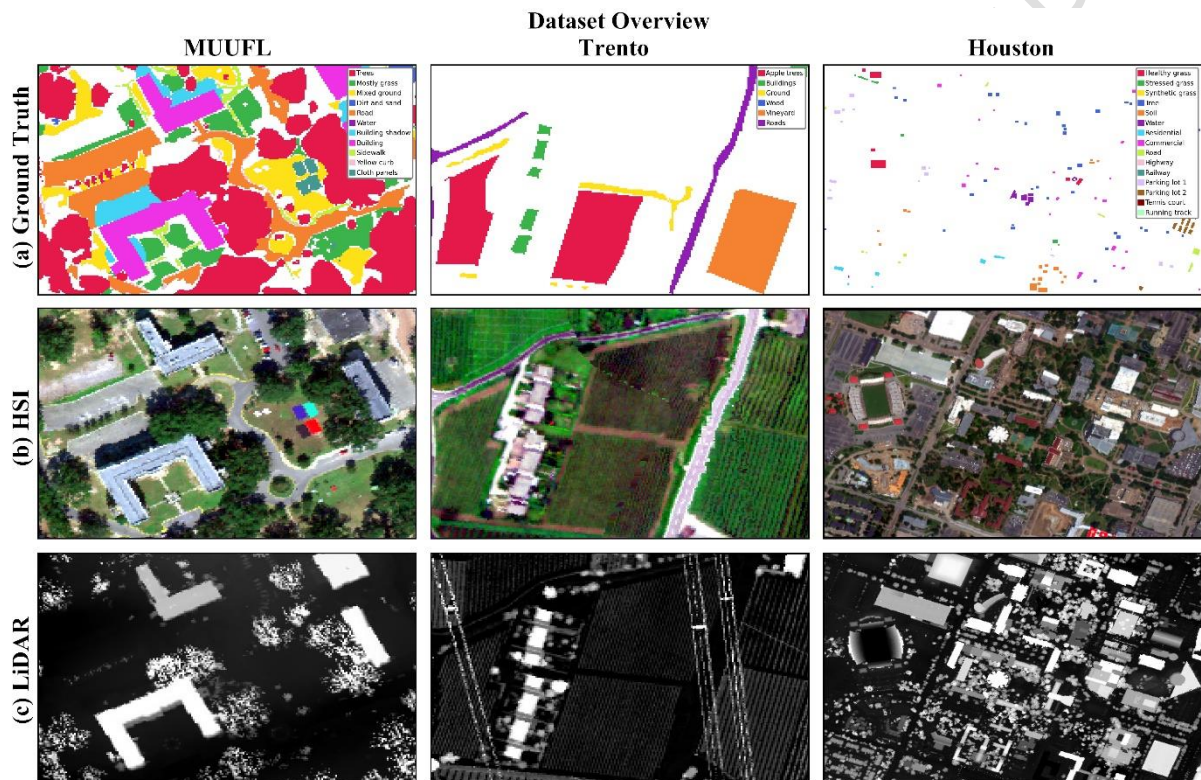 Dataset Overview
MUUFL
Trento
Houston
(a) Ground Truth
Trees
Mostly grass
Mixed ground
Dirt and sand
Road
Water
Building shadow
Building
Sidewalk
Yellow curb
Cloth panels
Apple trees
Buildings
Ground
Wood
Vineyard
Roads
Healthy grass
Stressed grass
Synthetic grass
Tree
Soil
Water
Residential
Commercial
Road
Highway
Railway
Parking lot 1
Parking lot 2
Tennis court
Running track
(b) HSI
(c) LiDAR